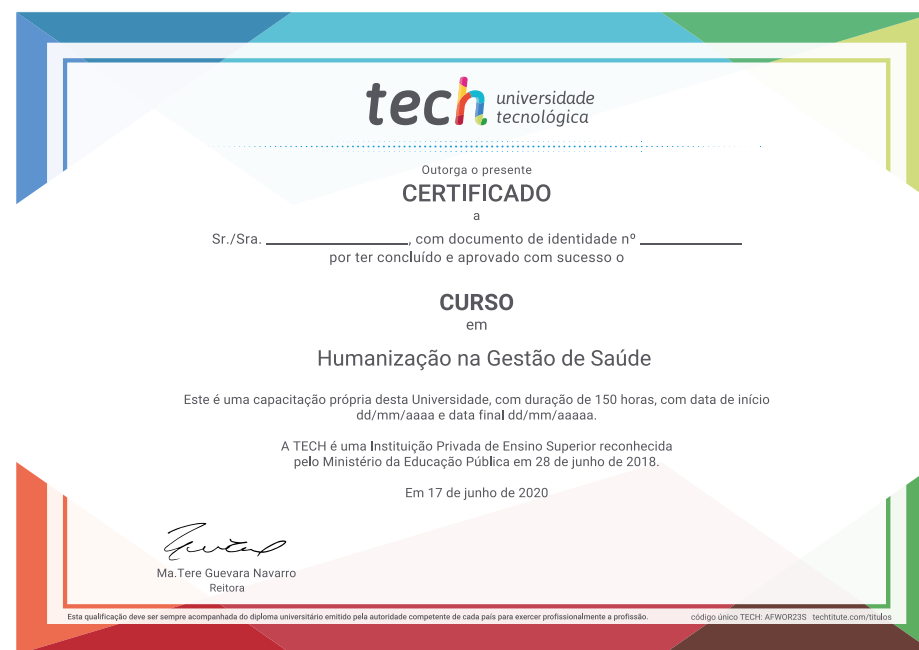 tech universidade
tecnológica
Outorga o presente
CERTIFICADO
a
Sr./Sra. ____________________, com documento de identidade nº ______________
por ter concluído e aprovado com sucesso o
CURSO
em
Humanização na Gestão de Saúde
Este é uma capacitação própria desta Universidade, com duração de 150 horas, com data de início
dd/mm/aaaa e data final dd/mm/aaaaa.
A TECH é uma Instituição Privada de Ensino Superior reconhecida
pelo Ministério da Educação Pública em 28 de junho de 2018.
Em 17 de junho de 2020
Ma.Tere Guevara Navarro
Reitora
Esta qualificação deve ser sempre acompanhada do diploma universitário emitido pela autoridade competente de cada país para exercer profissionalmente a profissão. código único TECH: AFWOR23S techtitute.com/titulos